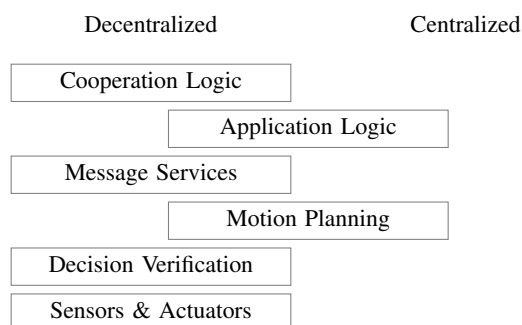 Decentralized Centralized
Cooperation Logic
Application Logic
Message Services
Motion Planning
Decision Verification
Sensors & Actuators